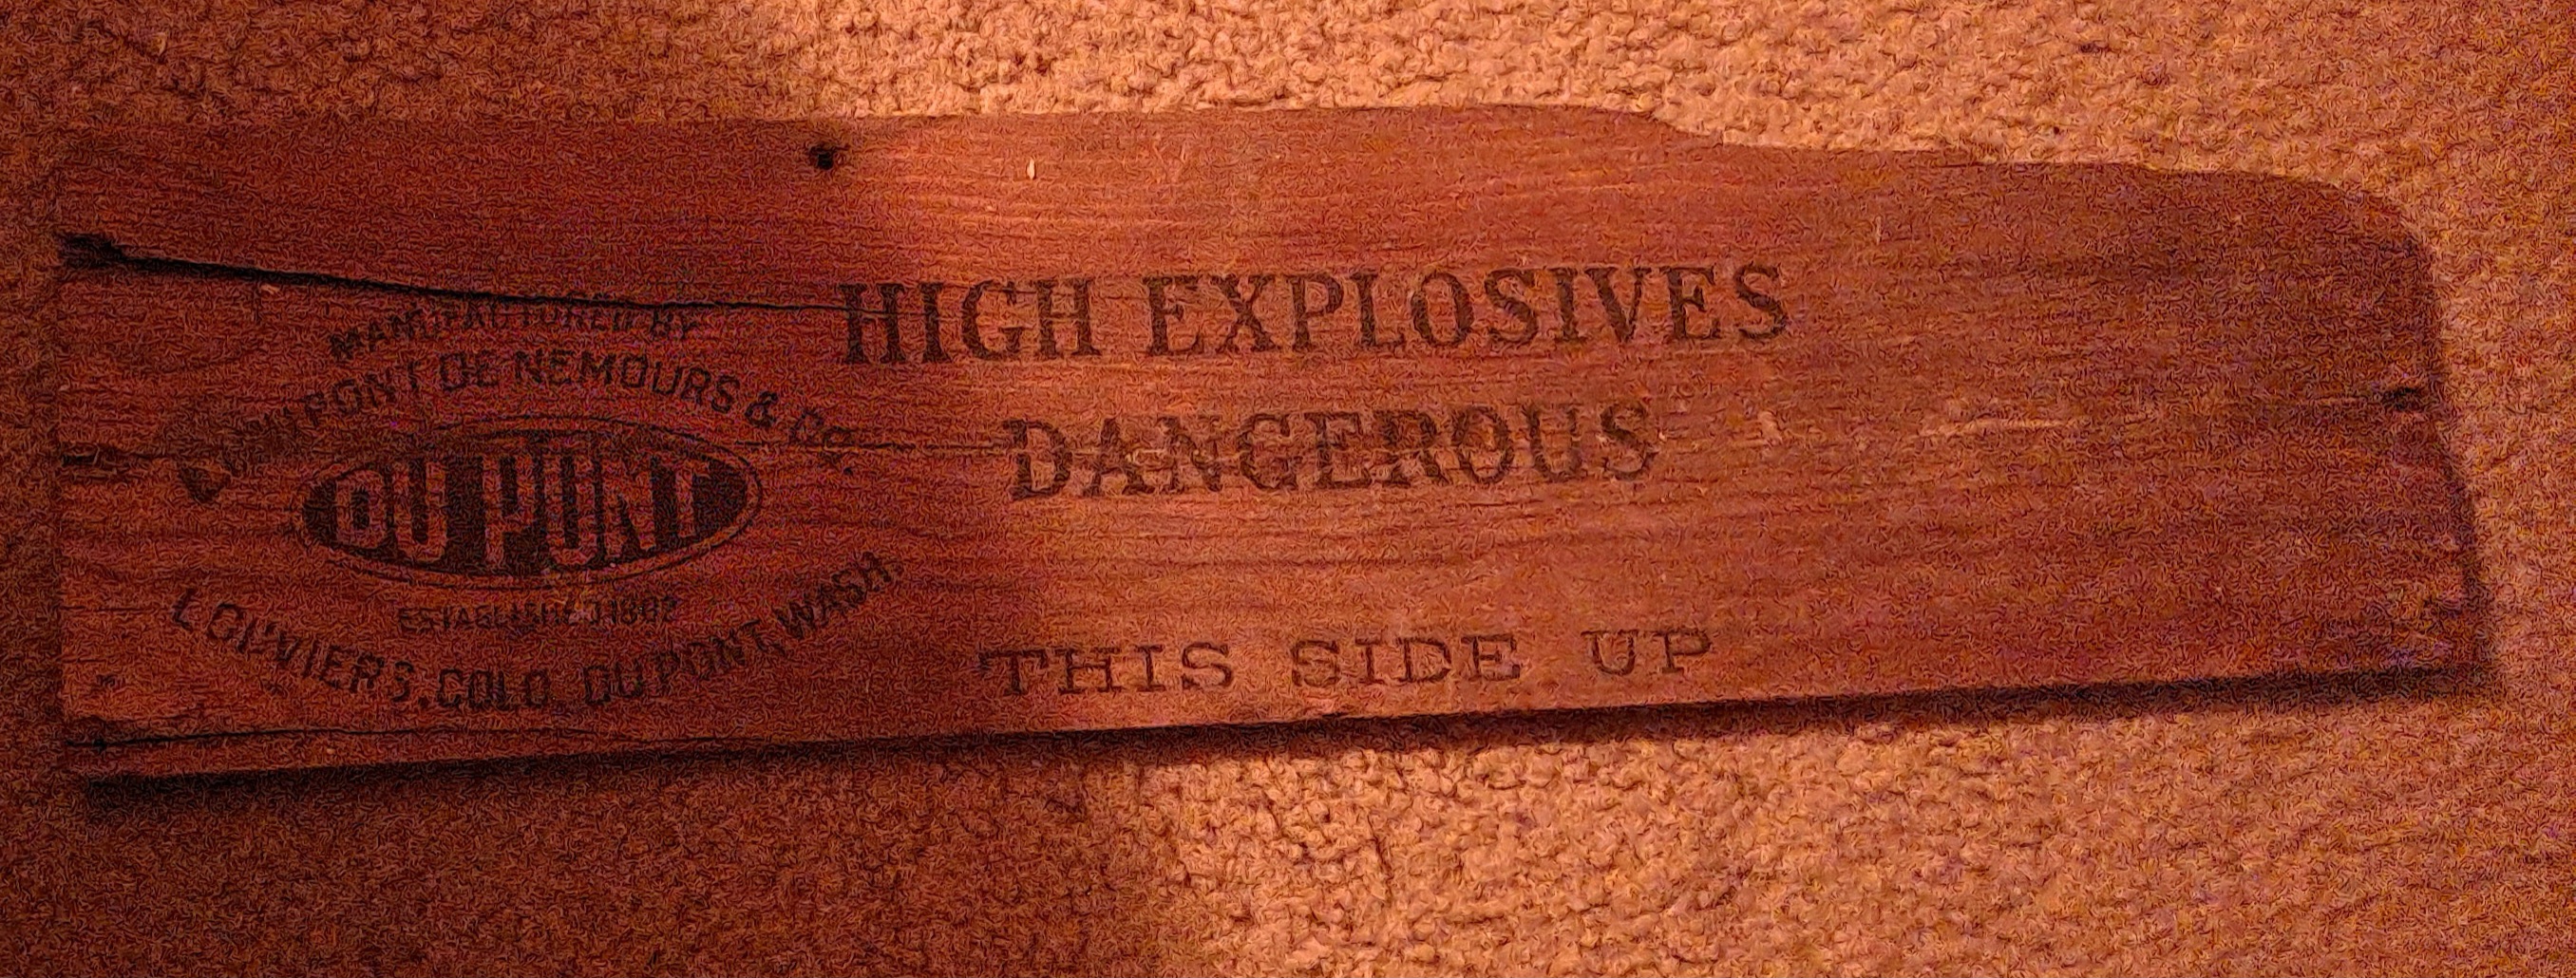 MANUFACTURED BY
PONT DE NEMOURS & CO.
DU PONT
ESTABLISHED 1802
LOUVIERS, COLO. DU PONT, WASH.
HIGH EXPLOSIVES
DANGEROUS
THIS SIDE UP